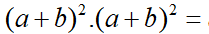 (a+b)².(a+b)² =